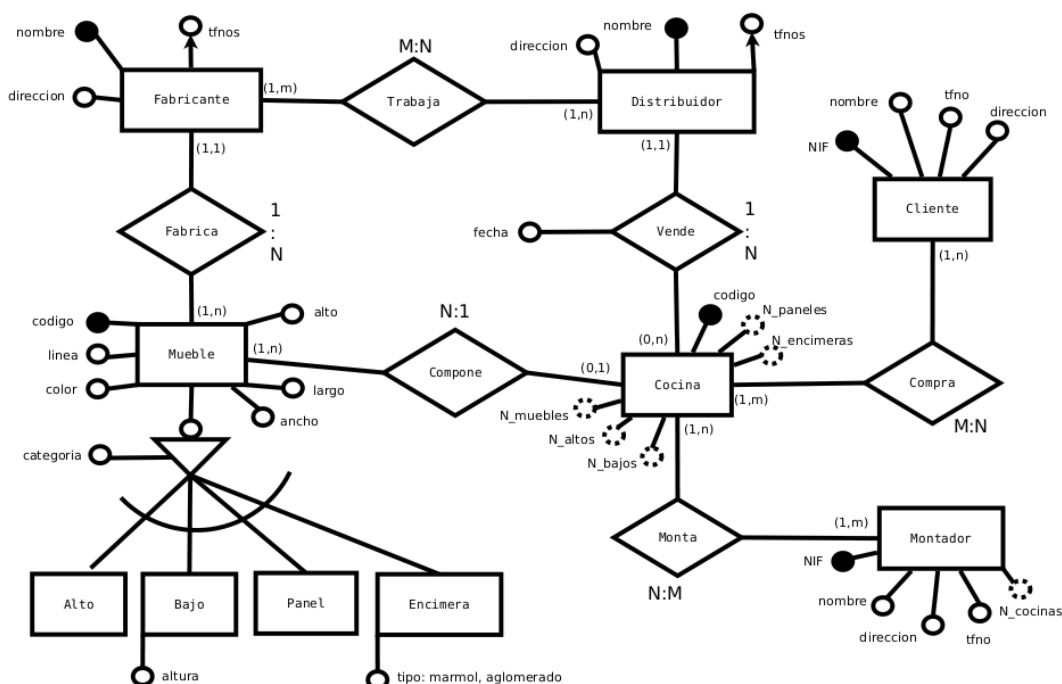 nombre
tfnos
direccion
Fabricante
(1,m)
(1,1)
M:N
Trabaja
direccion
nombre
tfnos
(1,n)
Distribuidor
(1,1)
nombre
tfno
direccion
NIF
Cliente
(1,n)
Fabrica
1
:
N
fecha
Vende
1
:
N
(1,n)
codigo
alto
linea
Mueble
(1,n)
color
largo
ancho
N:1
Compone
(0,n)
codigo
N_paneles
N_encimeras
(0,1)
Cocina
(1,m)
N_muebles
(1,n)
N_altos
N_bajos
Compra
M:N
categoria
Alto
Bajo
Panel
Encimera
altura
tipo: marmol, aglomerado
Monta
N:M
(1,m)
Montador
NIF
nombre
direccion
tfno
N_cocinas